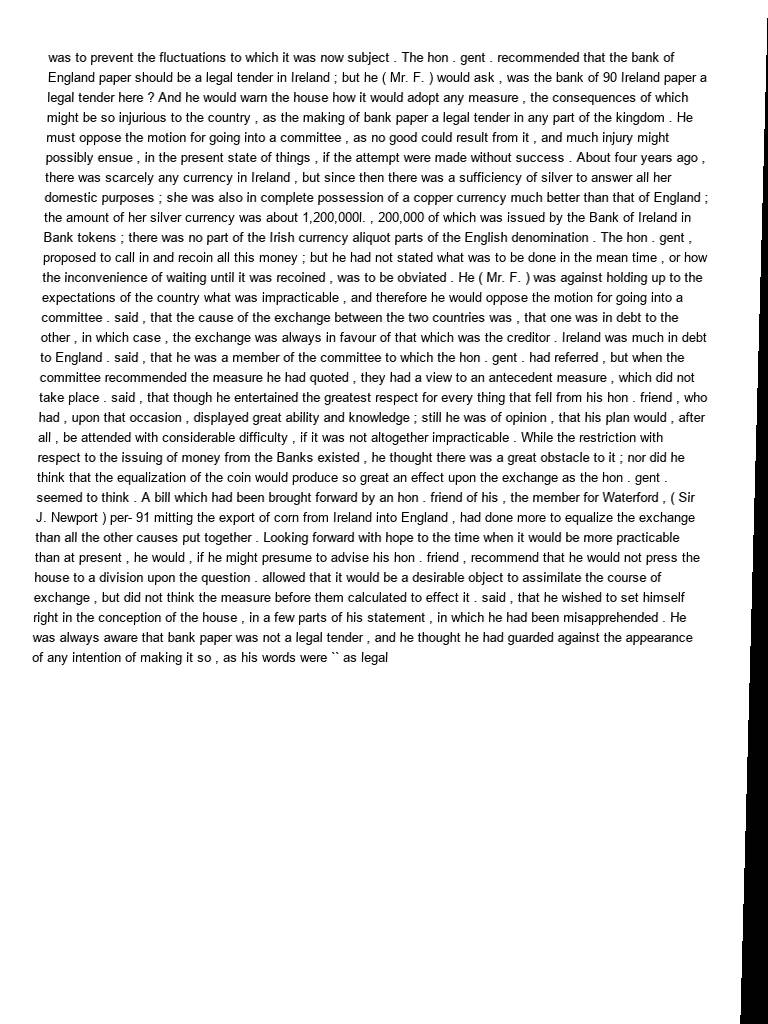 was to prevent the fluctuations to which it was now subject . The hon . gent . recommended that the bank of
England paper should be a legal tender in Ireland ; but he ( Mr. F. ) would ask , was the bank of 90 Ireland paper a
legal tender here ? And he would warn the house how it would adopt any measure , the consequences of which
might be so injurious to the country , as the making of bank paper a legal tender in any part of the kingdom . He
must oppose the motion for going into a committee , as no good could result from it , and much injury might
possibly ensue , in the present state of things , if the attempt were made without success . About four years ago ,
there was scarcely any currency in Ireland , but since then there was a sufficiency of silver to answer all her
domestic purposes ; she was also in complete possession of a copper currency much better than that of England ;
the amount of her silver currency was about 1,200,000l. , 200,000 of which was issued by the Bank of Ireland in
Bank tokens ; there was no part of the Irish currency aliquot parts of the English denomination . The hon . gent ,
proposed to call in and recoin all this money ; but he had not stated what was to be done in the mean time , or how
the inconvenience of waiting until it was recoined , was to be obviated . He ( Mr. F. ) was against holding up to the
expectations of the country what was impracticable , and therefore he would oppose the motion for going into a
committee . said , that the cause of the exchange between the two countries was , that one was in debt to the
other , in which case , the exchange was always in favour of that which was the creditor . Ireland was much in debt
to England . said , that he was a member of the committee to which the hon . gent . had referred , but when the
committee recommended the measure he had quoted , they had a view to an antecedent measure , which did not
take place . said , that though he entertained the greatest respect for every thing that fell from his hon . friend , who
had , upon that occasion , displayed great ability and knowledge ; still he was of opinion , that his plan would , after
all , be attended with considerable difficulty , if it was not altogether impracticable . While the restriction with
respect to the issuing of money from the Banks existed , he thought there was a great obstacle to it ; nor did he
think that the equalization of the coin would produce so great an effect upon the exchange as the hon . gent .
seemed to think . A bill which had been brought forward by an hon . friend of his , the member for Waterford , ( Sir
J. Newport ) per- 91 mitting the export of corn from Ireland into England , had done more to equalize the exchange
than all the other causes put together . Looking forward with hope to the time when it would be more practicable
than at present , he would , if he might presume to advise his hon . friend , recommend that he would not press the
house to a division upon the question . allowed that it would be a desirable object to assimilate the course of
exchange , but did not think the measure before them calculated to effect it . said , that he wished to set himself
right in the conception of the house , in a few parts of his statement , in which he had been misapprehended . He
was always aware that bank paper was not a legal tender , and he thought he had guarded against the appearance
of any intention of making it so , as his words were `` as legal